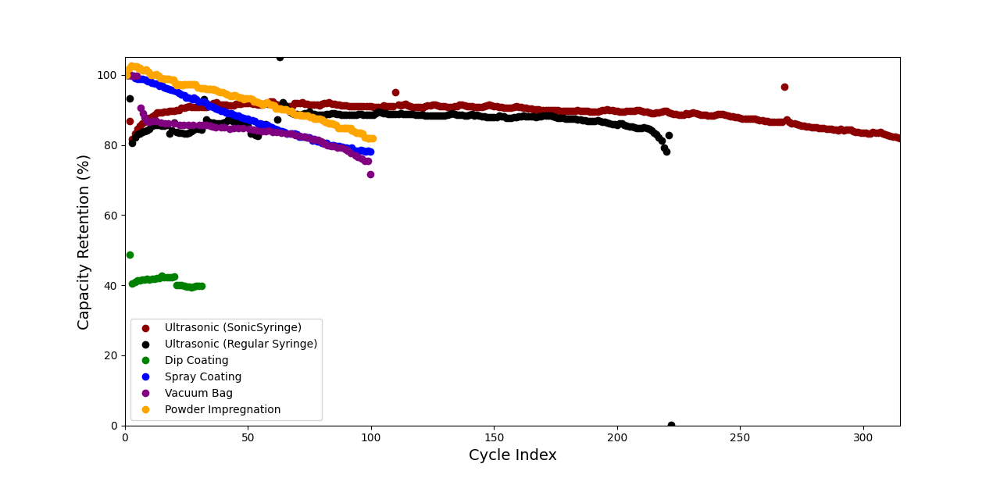 100
80
60
40
20
0
Capacity Retention (%)
Ultrasonic (SonicSyringe)
Ultrasonic (Regular Syringe)
Dip Coating
Spray Coating
Vacuum Bag
Powder Impregnation
0 50 100 150 200 250 300
Cycle Index